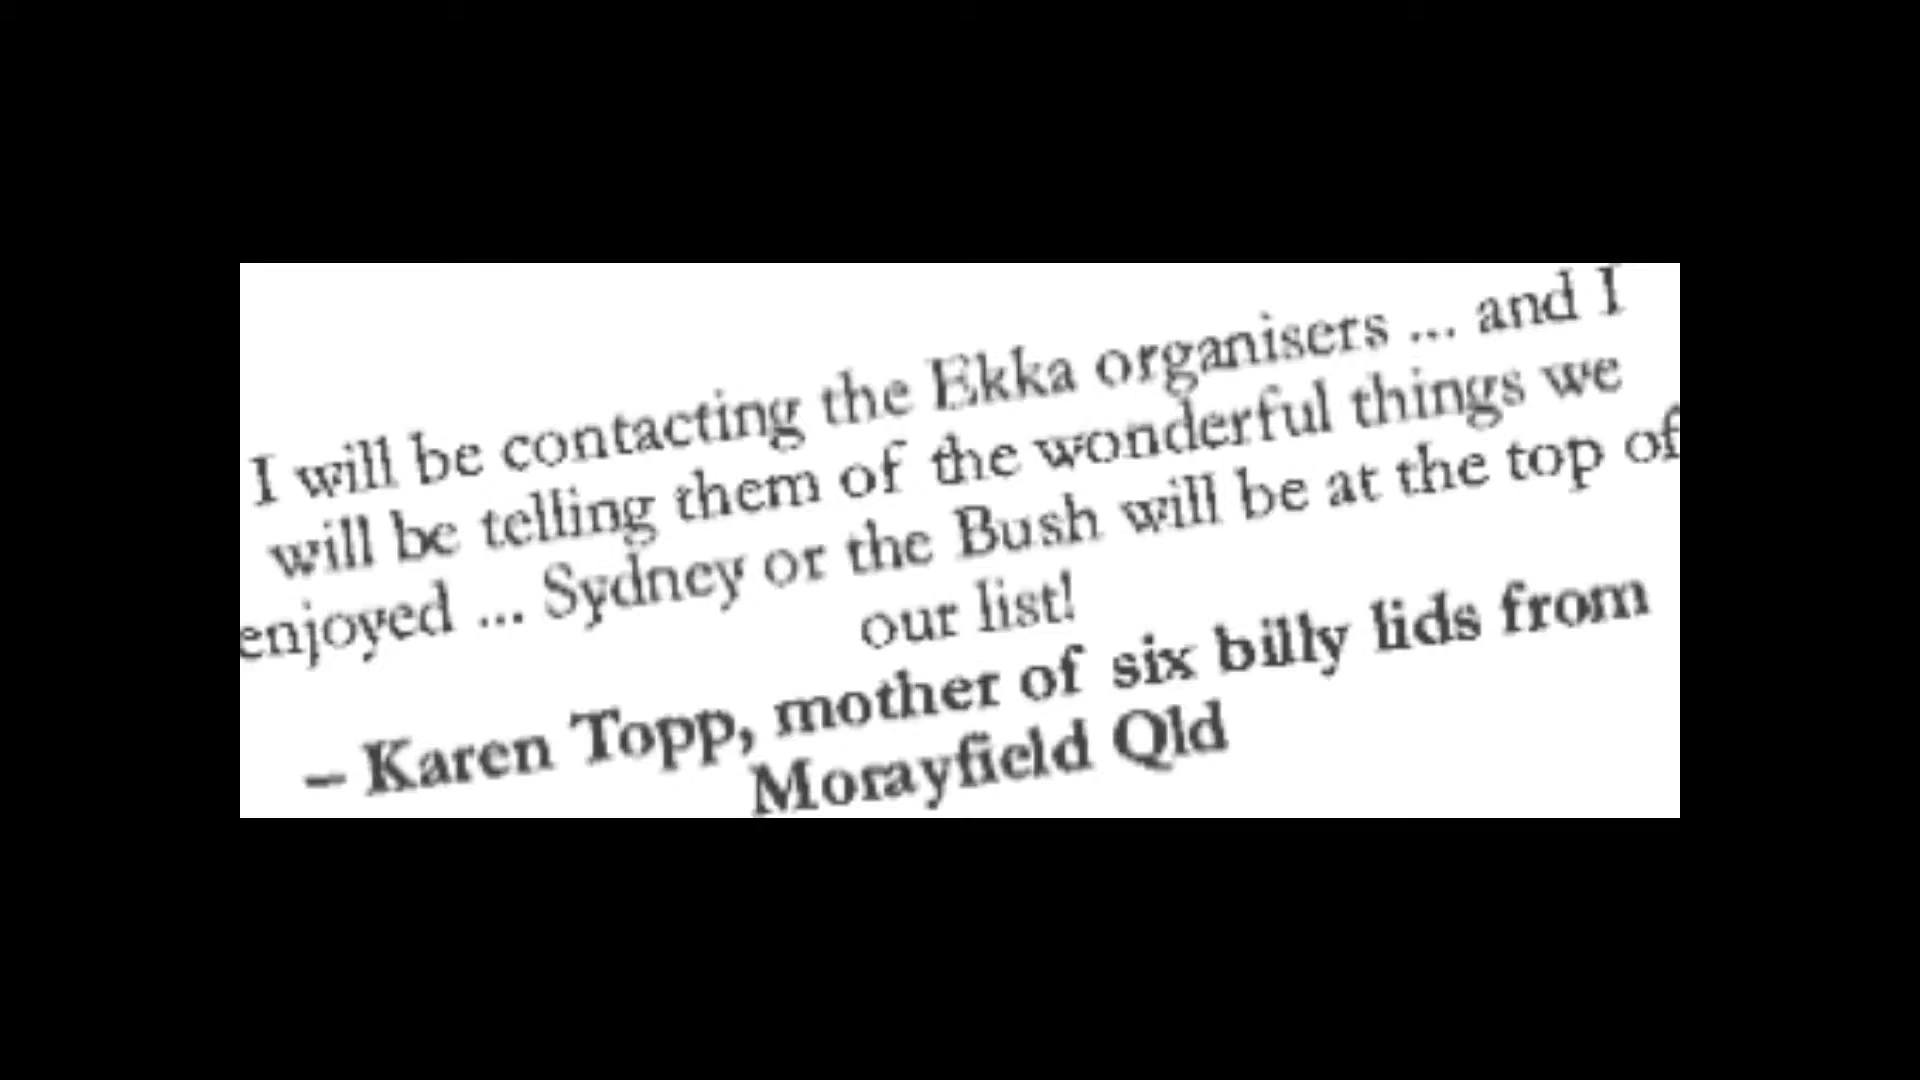 I will be contacting the Ekka organisers ... and I
will be telling them of the wonderful things we
enjoyed ... Sydney or the Bush will be at the top of
our list!
– Karen Topp, mother of six billy lids from
Morayfield Qld